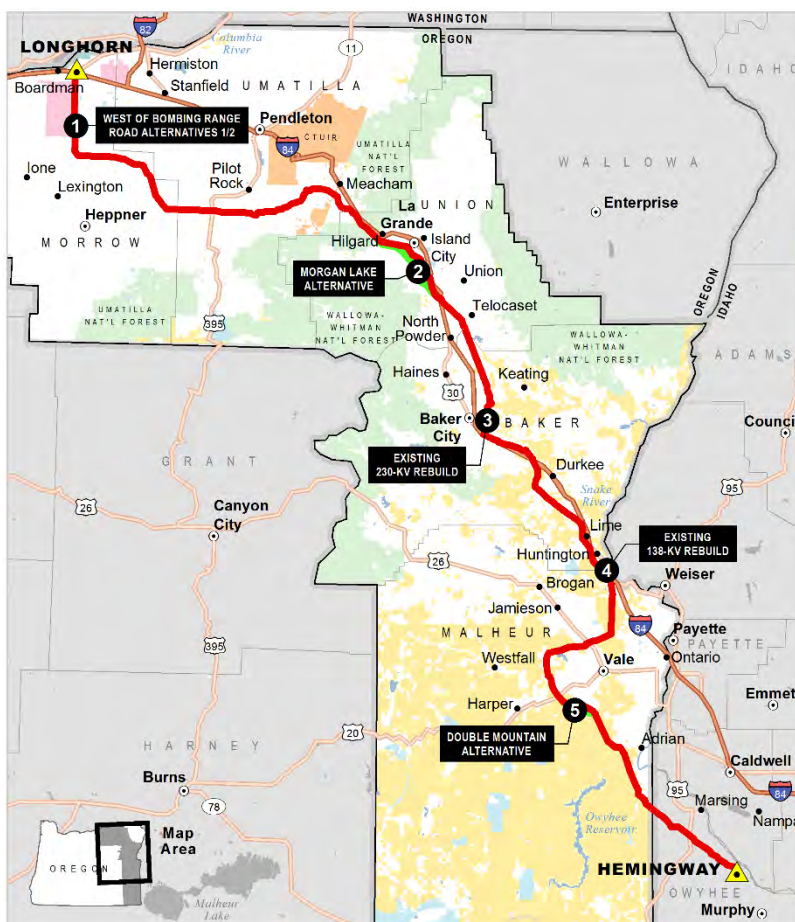 WASHINGTON
OREGON
82
LONGHORN
Columbia
River
11
IDAHO
Hermiston
UMATILLA
Boardman
Stanfield
1
WEST OF BOMBING RANGE
ROAD ALTERNATIVES 1/2
Pendleton
CTUIR
84
UMATILLA
NAT'L FOREST
WALLOWA
Ione
Lexington
Pilot
Rock
Meacham
Heppner
La
Grande
UNION
Enterprise
MORROW
Hilgard
Island
City
MORGAN LAKE
ALTERNATIVE
2
Union
Telocaset
OREGON
IDAHO
UMATILLA
NAT'L FOREST
395
WALLOWA-
WHITMAN
NAT'L FOREST
North
Powder
WALLOWA-
WHITMAN
NAT'L FOREST
ADAMS
Haines
30
Keating
Baker
City
3
BAKER
Counci
EXISTING
230-KV REBUILD
GRANT
Durkee
95
26
Canyon
City
Snake
River
Lime
EXISTING
138-KV REBUILD
Huntington
4
26
Brogan
Weiser
Jamieson
84
Payette
PAYETTE
MALHEUR
395
Westfall
Vale
Ontario
Harper
5
Emmet
20
DOUBLE MOUNTAIN
ALTERNATIVE
Adrian
HARNEY
Caldwell
Burns
95
84
78
Marsing
Owyhee
Reservoir
Nampa
Map
Area
OREGON
HEMINGWAY
OWYHEE
Malheur
Lake
Murphy